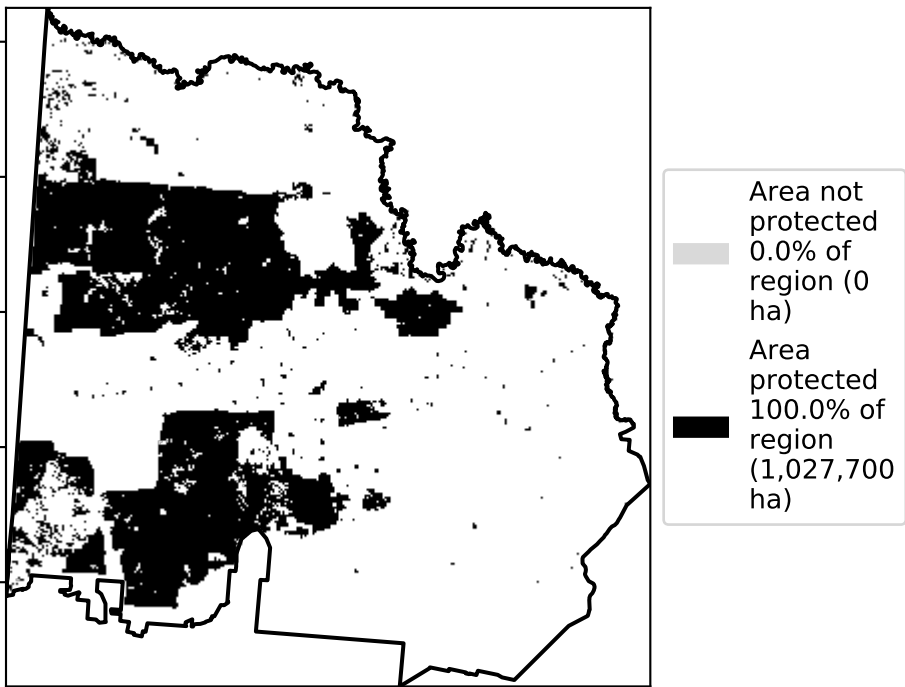 Area not
protected
0.0% of
region (0
ha)
Area
protected
100.0% of
region
(1,027,700
ha)